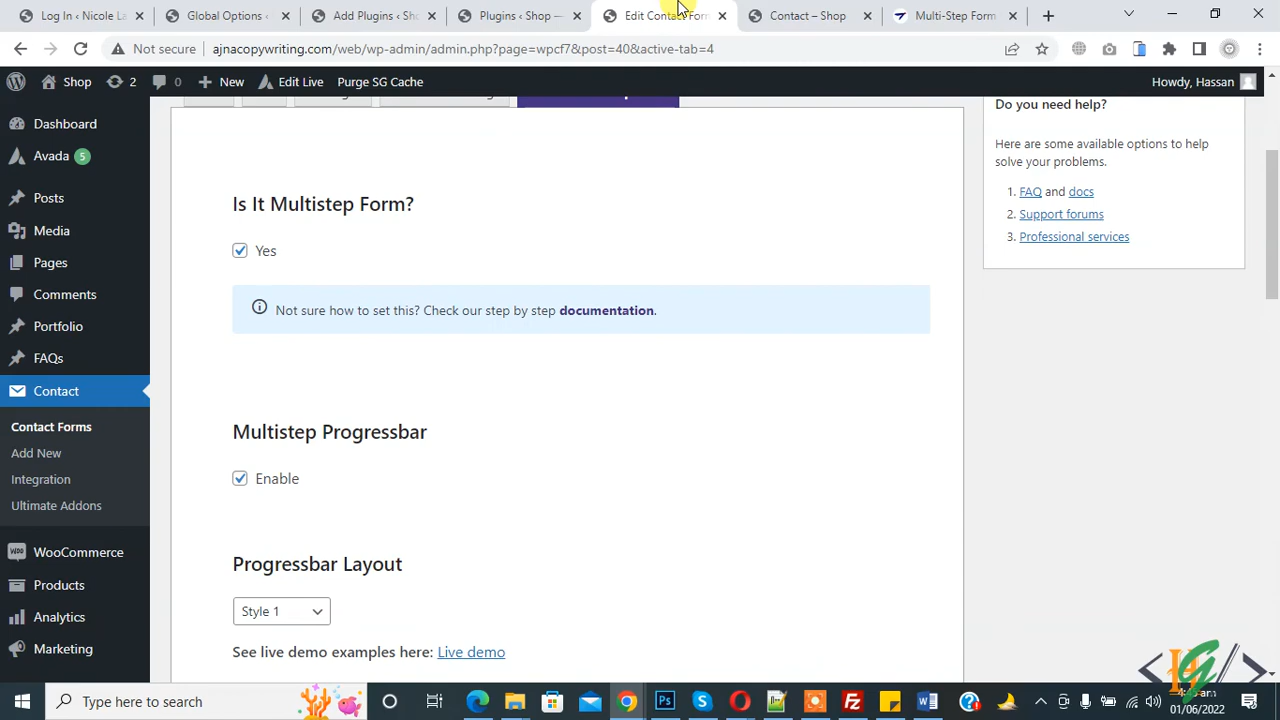 Log In ‹ Nicole La
Global Options ‹
Add Plugins ‹ Sho
Plugins ‹ Shop —
Edit Contact Form
Contact – Shop
Multi-Step Form
Not secure
ajnacopywriting.com/web/wp-admin/admin.php?page=wpcf7&post=40&active-tab=4
Shop
2
0
New
Edit Live
Purge SG Cache
Howdy, Hassan
Dashboard
Avada 5
Posts
Media
Pages
Comments
Portfolio
FAQs
Contact
Contact Forms
Add New
Integration
Ultimate Addons
WooCommerce
Products
Analytics
Marketing
Is It Multistep Form?
Yes
Not sure how to set this? Check our step by step documentation.
Multistep Progressbar
Enable
Progressbar Layout
Style 1
See live demo examples here: Live demo
Do you need help?
Here are some available options to help
solve your problems.
1. FAQ and docs
2. Support forums
3. Professional services
Type here to search
01/06/2022